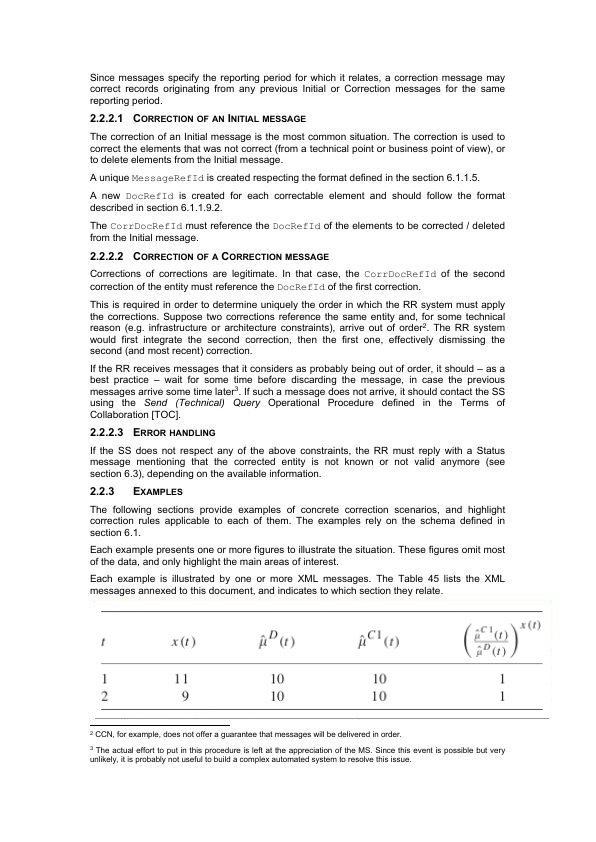 Since messages specify the reporting period for which it relates, a correction message may
correct records originating from any previous Initial or Correction messages for the same
reporting period.
2.2.2.1 CORRECTION OF AN INITIAL MESSAGE
The correction of an Initial message is the most common situation. The correction is used to
correct the elements that was not correct (from a technical point or business point of view), or
to delete elements from the Initial message.
A unique MessageRefId is created respecting the format defined in the section 6.1.1.5.
A new DocRefId is created for each correctable element and should follow the format
described in section 6.1.1.9.2.
The CorrDocRefId must reference the DocRefId of the elements to be corrected / deleted
from the Initial message.
2.2.2.2 CORRECTION OF A CORRECTION MESSAGE
Corrections of corrections are legitimate. In that case, the CorrDocRefId of the second
correction of the entity must reference the DocRefId of the first correction.
This is required in order to determine uniquely the order in which the RR system must apply
the corrections. Suppose two corrections reference the same entity and, for some technical
reason (e.g. infrastructure or architecture constraints), arrive out of order². The RR system
would first integrate the second correction, then the first one, effectively dismissing the
second (and most recent) correction.
If the RR receives messages that it considers as probably being out of order, it should – as a
best practice – wait for some time before discarding the message, in case the previous
messages arrive some time later³. If such a message does not arrive, it should contact the SS
using the Send (Technical) Query Operational Procedure defined in the Terms of
Collaboration [TOC].
2.2.2.3 ERROR HANDLING
If the SS does not respect any of the above constraints, the RR must reply with a Status
message mentioning that the corrected entity is not known or not valid anymore (see
section 6.3), depending on the available information.
2.2.3 EXAMPLES
The following sections provide examples of concrete correction scenarios, and highlight
correction rules applicable to each of them. The examples rely on the schema defined in
section 6.1.
Each example presents one or more figures to illustrate the situation. These figures omit most
of the data, and only highlight the main areas of interest.
Each example is illustrated by one or more XML messages. The Table 45 lists the XML
messages annexed to this document, and indicates to which section they relate.
t x(t) μ̂^D(t) μ̂^C1(t) (μ̂^C1(t)/μ̂^D(t))^x(t)
1 11 10 10 1
2 9 10 10 1
² CCN, for example, does not offer a guarantee that messages will be delivered in order.
³ The actual effort to put in this procedure is left at the appreciation of the MS. Since this event is possible but very
unlikely, it is probably not useful to build a complex automated system to resolve this issue.